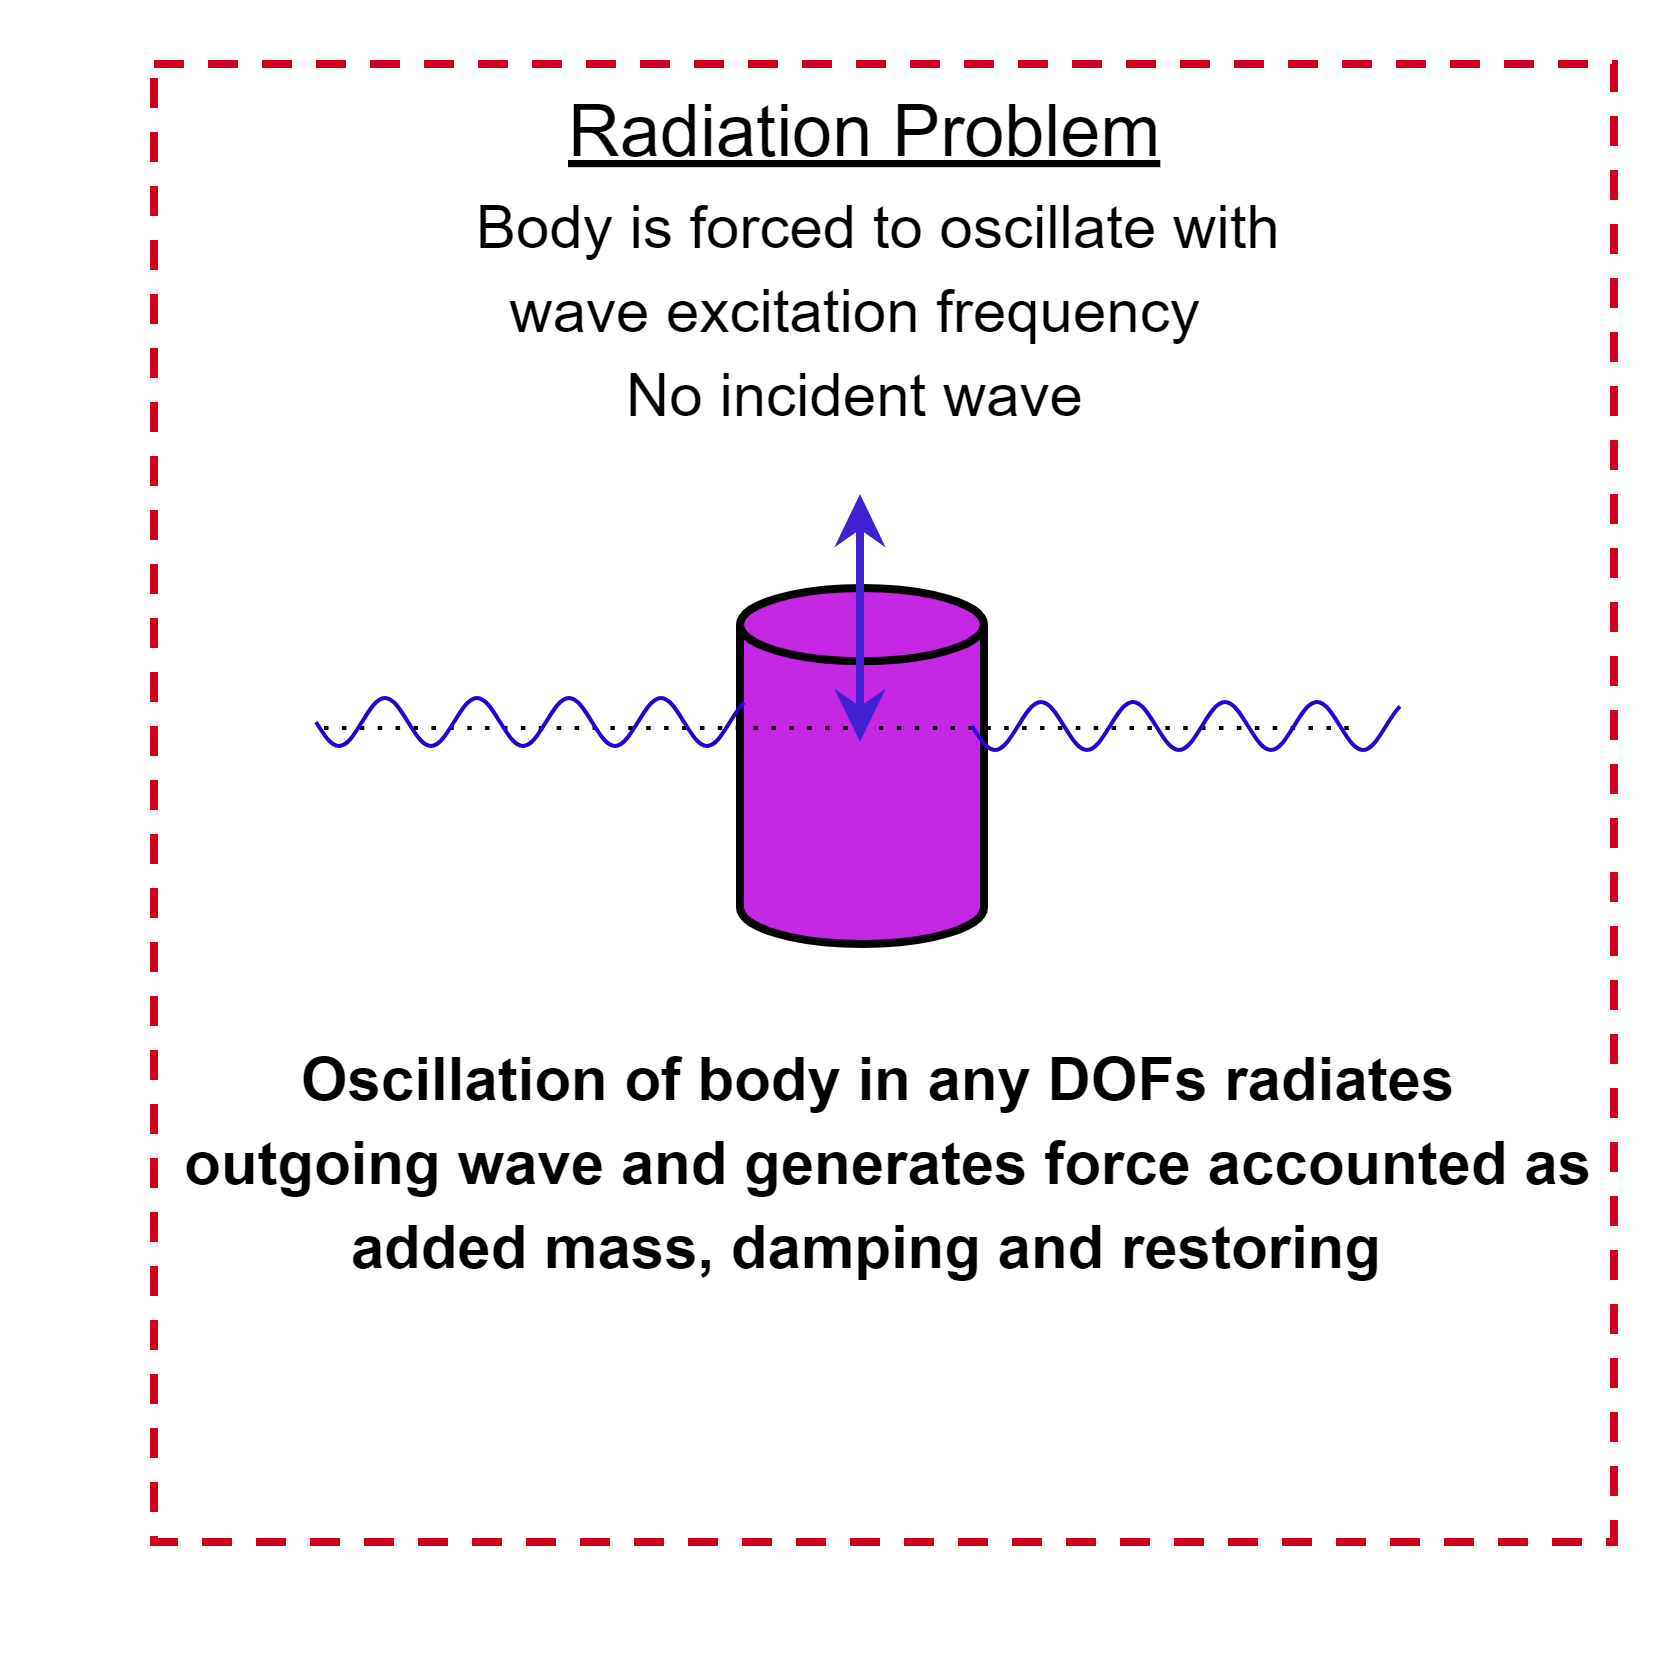 Radiation Problem
Body is forced to oscillate with
wave excitation frequency
No incident wave
Oscillation of body in any DOFs radiates
outgoing wave and generates force accounted as
added mass, damping and restoring